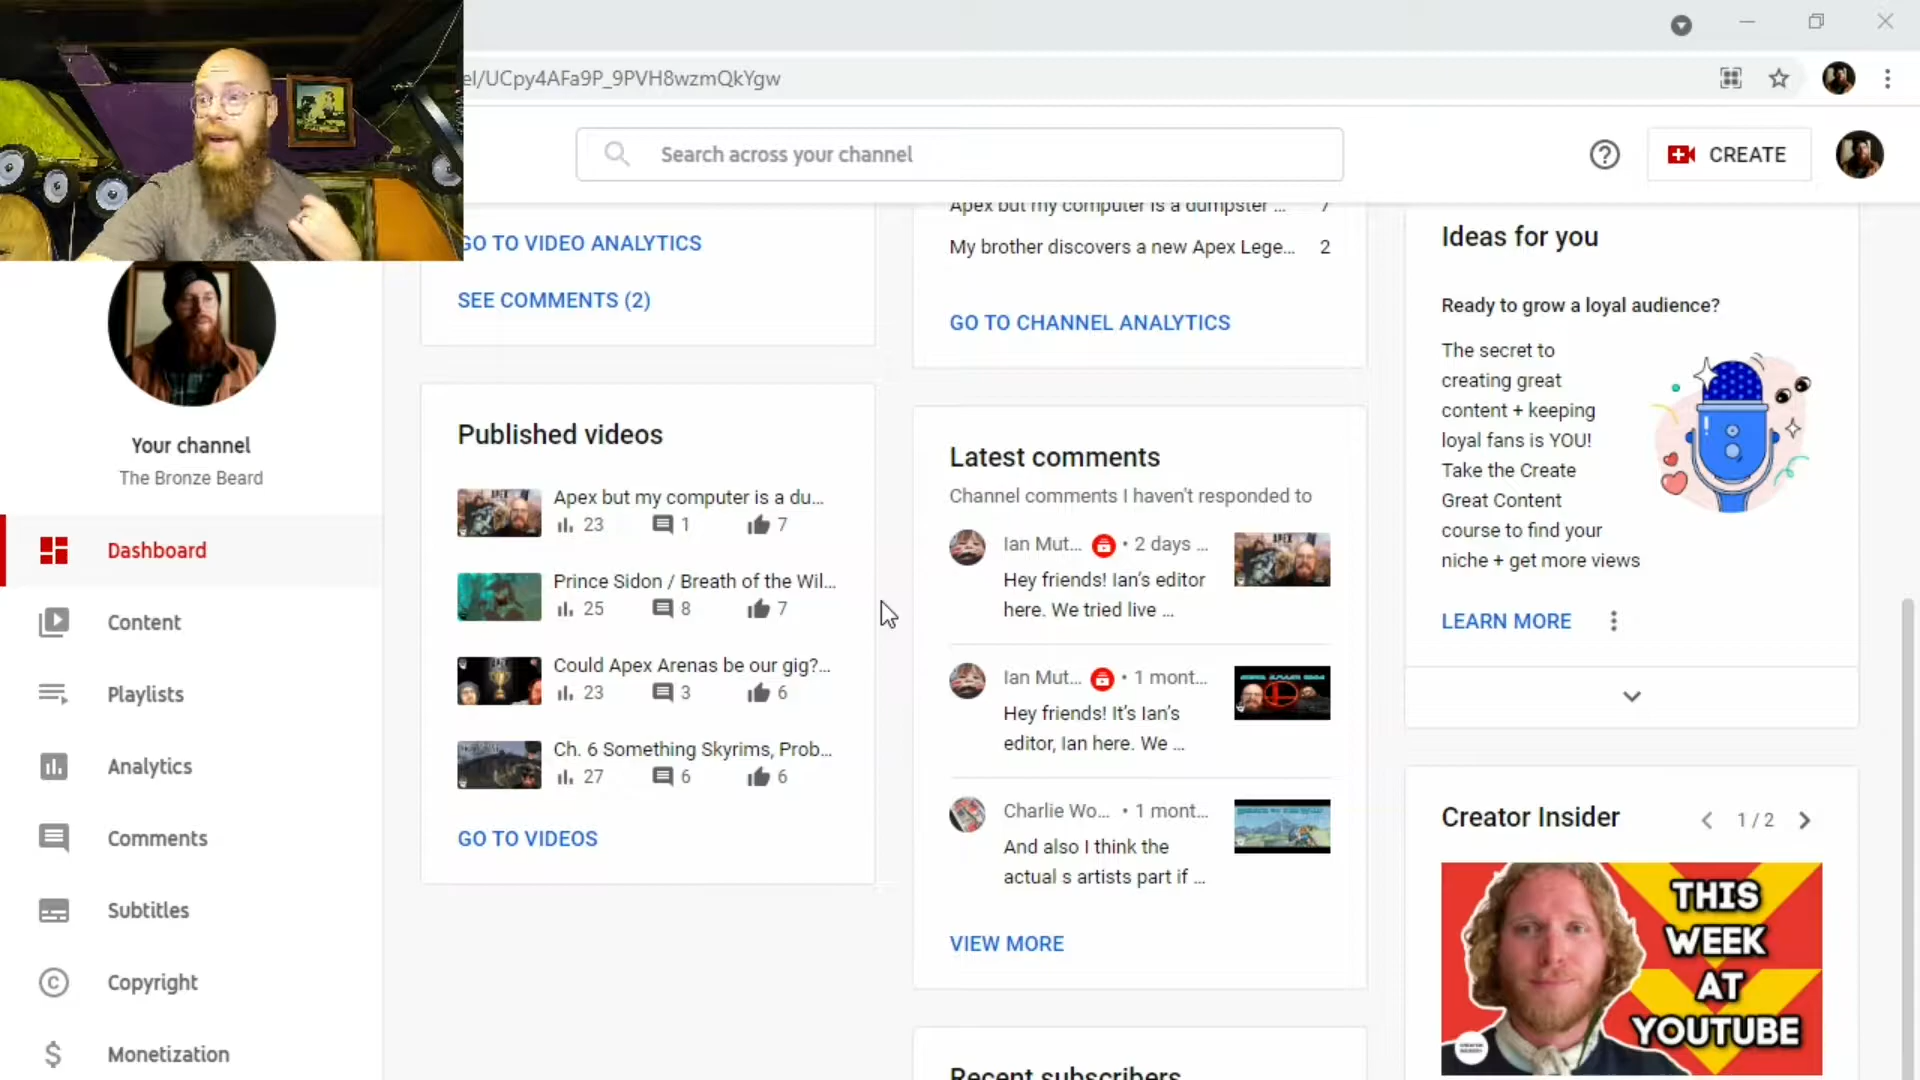 el/UCpy4AFa9P_9PVH8wzmQkYgw
Search across your channel
CREATE
GO TO VIDEO ANALYTICS
SEE COMMENTS (2)
Apex but my computer is a dumpster ... 7
My brother discovers a new Apex Lege... 2
GO TO CHANNEL ANALYTICS
Your channel
The Bronze Beard
Dashboard
Content
Playlists
Analytics
Comments
Subtitles
Copyright
Monetization
Published videos
Apex but my computer is a du...
23 1 7
Prince Sidon / Breath of the Wil...
25 8 7
Could Apex Arenas be our gig?...
23 3 6
Ch. 6 Something Skyrims, Prob...
27 6 6
GO TO VIDEOS
Latest comments
Channel comments I haven't responded to
Ian Mut... • 2 days ...
Hey friends! Ian's editor
here. We tried live ...
Ian Mut... • 1 mont...
Hey friends! It's Ian's
editor, Ian here. We ...
Charlie Wo... • 1 mont...
And also I think the
actual s artists part if ...
VIEW MORE
Recent subscribers
Ideas for you
Ready to grow a loyal audience?
The secret to
creating great
content + keeping
loyal fans is YOU!
Take the Create
Great Content
course to find your
niche + get more views
LEARN MORE
Creator Insider
1 / 2
THIS
WEEK
AT
YOUTUBE